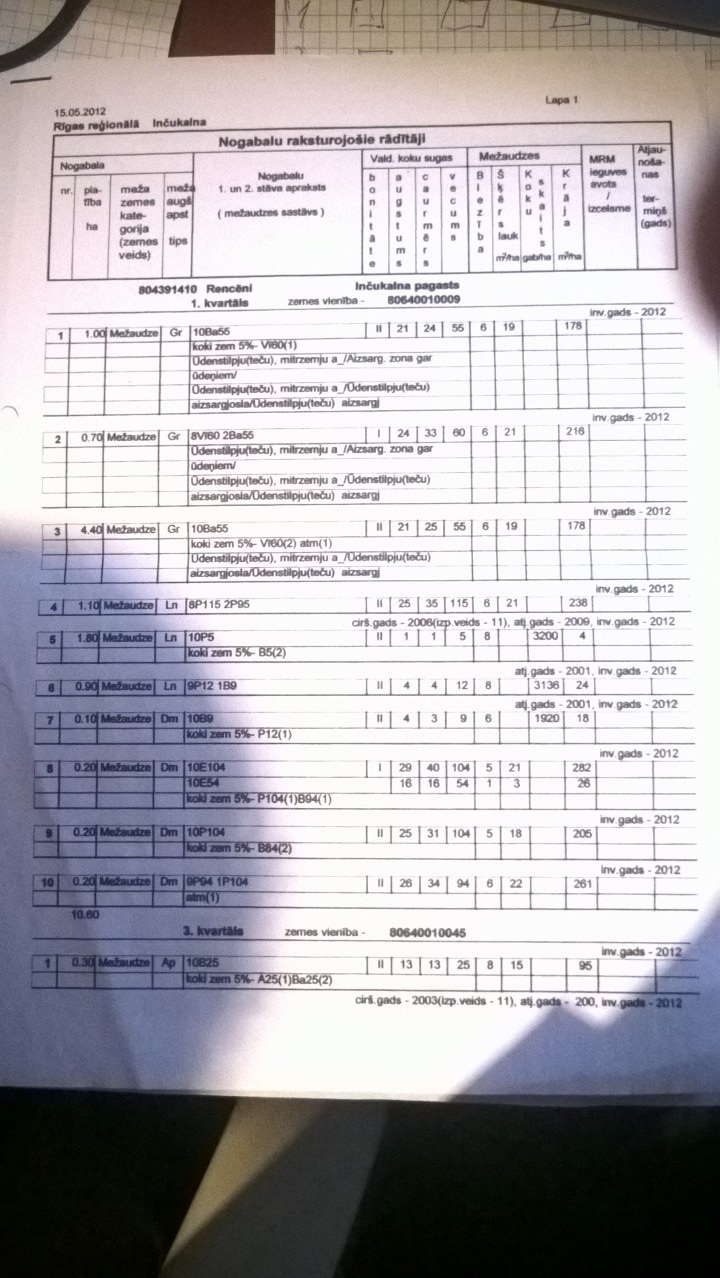 Lapa 1
15.05.2012
Rīgas reģionālā Inčukalna
Nogabalu raksturojošie rādītāji
Nogabala
Nogabalu
1. un 2. stāva apraksts
( mežaudzes sastāvs )
Vald. koku sugas
Mežaudzes
MRM ieguves avots / izcelsme
Atjau-noša-nas ter-miņš (gads)
nr.
pla-tība ha
meža zemes kate-gorija (zemes veids)
meža augš apst tips
bonitāte
augstums
caurmērs
vecums
Biezība
Šķērslauk m²/ha
Koku skaits gab/ha
Krāja m³/ha
804391410 Rencēni Inčukalna pagasts
1. kvartāls zemes vienība - 80640010009
inv.gads - 2012
1 1.00 Mežaudze Gr 10Ba55 II 21 24 55 6 19 178
koki zem 5%- Vī60(1)
Ūdenstilpju(teču), mitrzemju a_/Aizsarg. zona gar
ūdeņiem/
Ūdenstilpju(teču), mitrzemju a_/Ūdenstilpju(teču)
aizsargjosla/Ūdenstilpju(teču) aizsargj
inv.gads - 2012
2 0.70 Mežaudze Gr 8Vī60 2Ba55 I 24 33 60 6 21 216
Ūdenstilpju(teču), mitrzemju a_/Aizsarg. zona gar
ūdeņiem/
Ūdenstilpju(teču), mitrzemju a_/Ūdenstilpju(teču)
aizsargjosla/Ūdenstilpju(teču) aizsargj
inv.gads - 2012
3 4.40 Mežaudze Gr 10Ba55 II 21 25 55 6 19 178
koki zem 5%- Vī60(2) atm(1)
Ūdenstilpju(teču), mitrzemju a_/Ūdenstilpju(teču)
aizsargjosla/Ūdenstilpju(teču) aizsargj
inv.gads - 2012
4 1.10 Mežaudze Ln 8P115 2P95 II 25 35 115 6 21 238
cirš.gads - 2006(izp.veids - 11), atj.gads - 2009, inv.gads - 2012
5 1.80 Mežaudze Ln 10P5 II 1 1 5 8 3200 4
koki zem 5%- B5(2)
atj.gads - 2001, inv.gads - 2012
6 0.90 Mežaudze Ln 9P12 1B9 II 4 4 12 8 3136 24
atj.gads - 2001, inv.gads - 2012
7 0.10 Mežaudze Dm 10B9 II 4 3 9 6 1920 18
koki zem 5%- P12(1)
inv.gads - 2012
8 0.20 Mežaudze Dm 10E104 I 29 40 104 5 21 282
10E54 16 16 54 1 3 26
koki zem 5%- P104(1)B94(1)
inv.gads - 2012
9 0.20 Mežaudze Dm 10P104 II 25 31 104 5 18 205
koki zem 5%- B84(2)
inv.gads - 2012
10 0.20 Mežaudze Dm 9P94 1P104 II 26 34 94 6 22 261
atm(1)
10.60
3. kvartāls zemes vienība - 80640010045
inv.gads - 2012
1 0.30 Mežaudze Ap 10B25 II 13 13 25 8 15 95
koki zem 5%- A25(1)Ba25(2)
cirš.gads - 2003(izp.veids - 11), atj.gads - 200, inv.gads - 2012